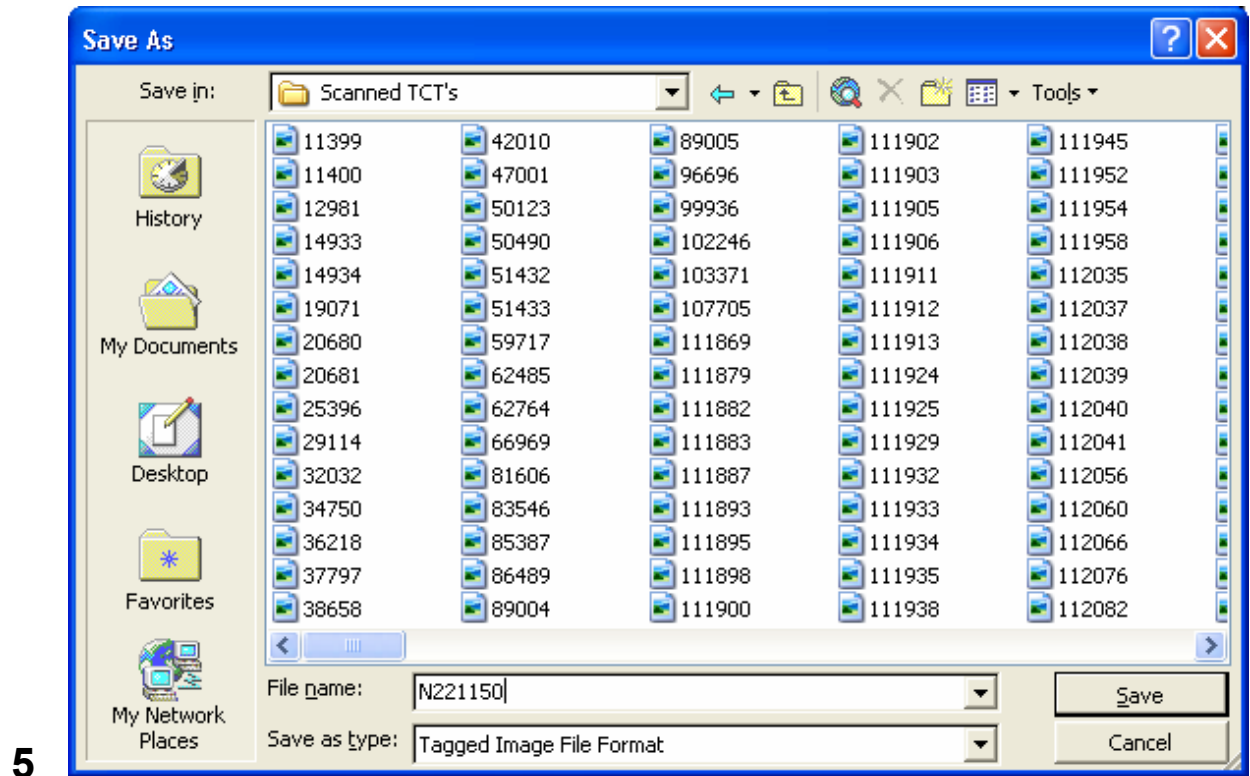 Save As
Save in: Scanned TCT's Tools
History
My Documents
Desktop
Favorites
My Network
Places
11399 42010 89005 111902 111945
11400 47001 96696 111903 111952
12981 50123 99936 111905 111954
14933 50490 102246 111906 111958
14934 51432 103371 111911 112035
19071 51433 107705 111912 112037
20680 59717 111869 111913 112038
20681 62485 111879 111924 112039
25396 62764 111882 111925 112040
29114 66969 111883 111929 112041
32032 81606 111887 111932 112056
34750 83546 111893 111933 112060
36218 85387 111895 111934 112066
37797 86489 111898 111935 112076
38658 89004 111900 111938 112082
File name: N221150 Save
Save as type: Tagged Image File Format Cancel
5